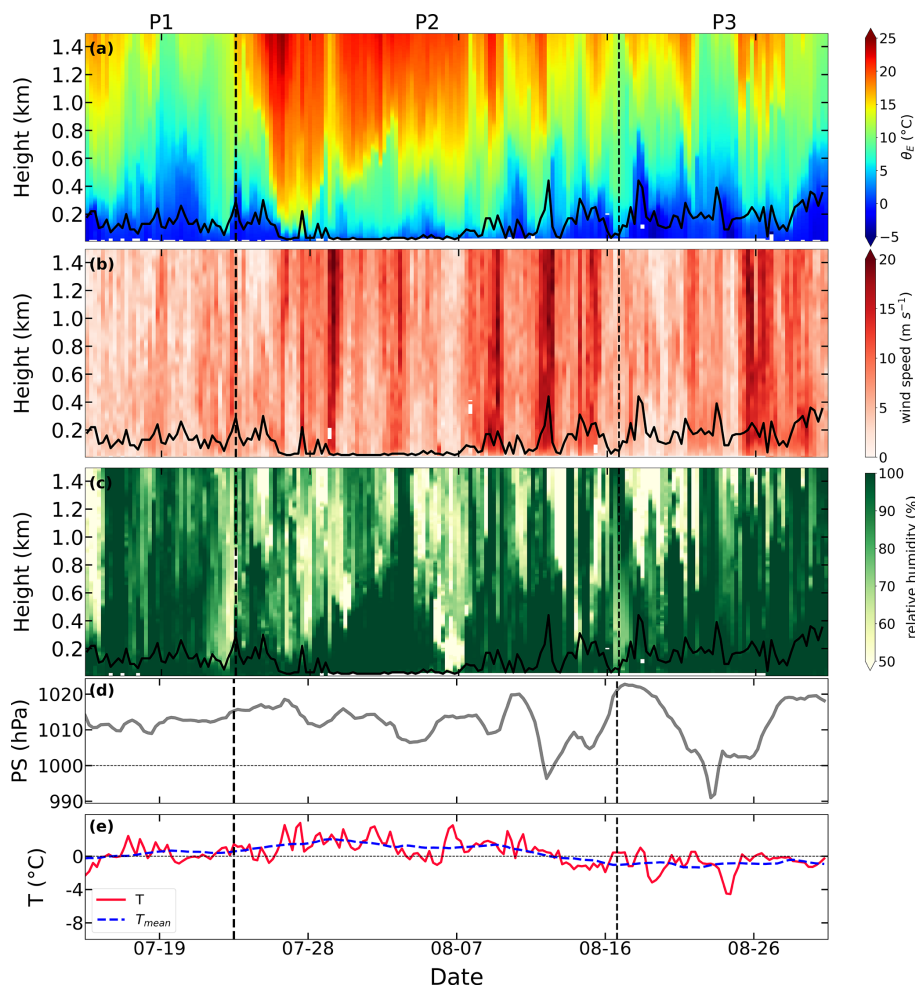 P1 P2 P3
(a)
Height (km)
1.4
1.2
1.0
0.8
0.6
0.4
0.2
25
20
15
10
5
0
−5
θE (°C)
(b)
Height (km)
1.4
1.2
1.0
0.8
0.6
0.4
0.2
20
15
10
5
0
wind speed (m s−1)
(c)
Height (km)
1.4
1.2
1.0
0.8
0.6
0.4
0.2
100
90
80
70
60
50
relative humidity (%)
(d)
PS (hPa)
1020
1010
1000
990
(e)
T (°C)
0
-4
-8
T
Tmean
07-19 07-28 08-07 08-16 08-26
Date